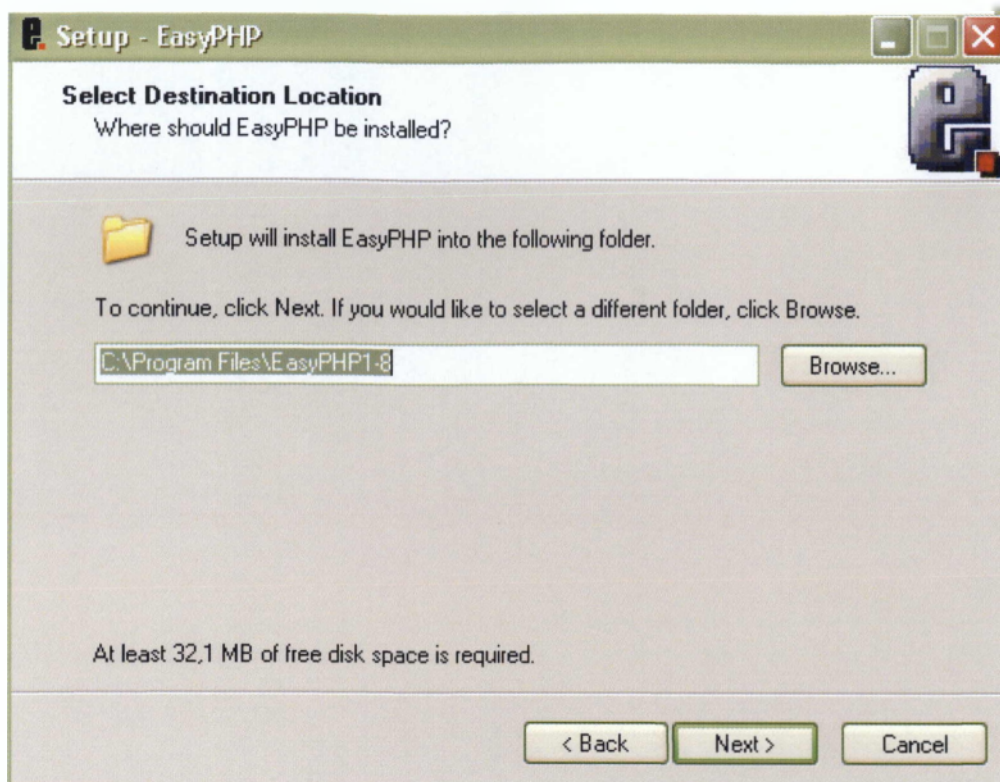 Setup - EasyPHP
Select Destination Location
Where should EasyPHP be installed?
Setup will install EasyPHP into the following folder.
To continue, click Next. If you would like to select a different folder, click Browse.
C:\Program Files\EasyPHP1-8
Browse...
At least 32,1 MB of free disk space is required.
< Back
Next >
Cancel